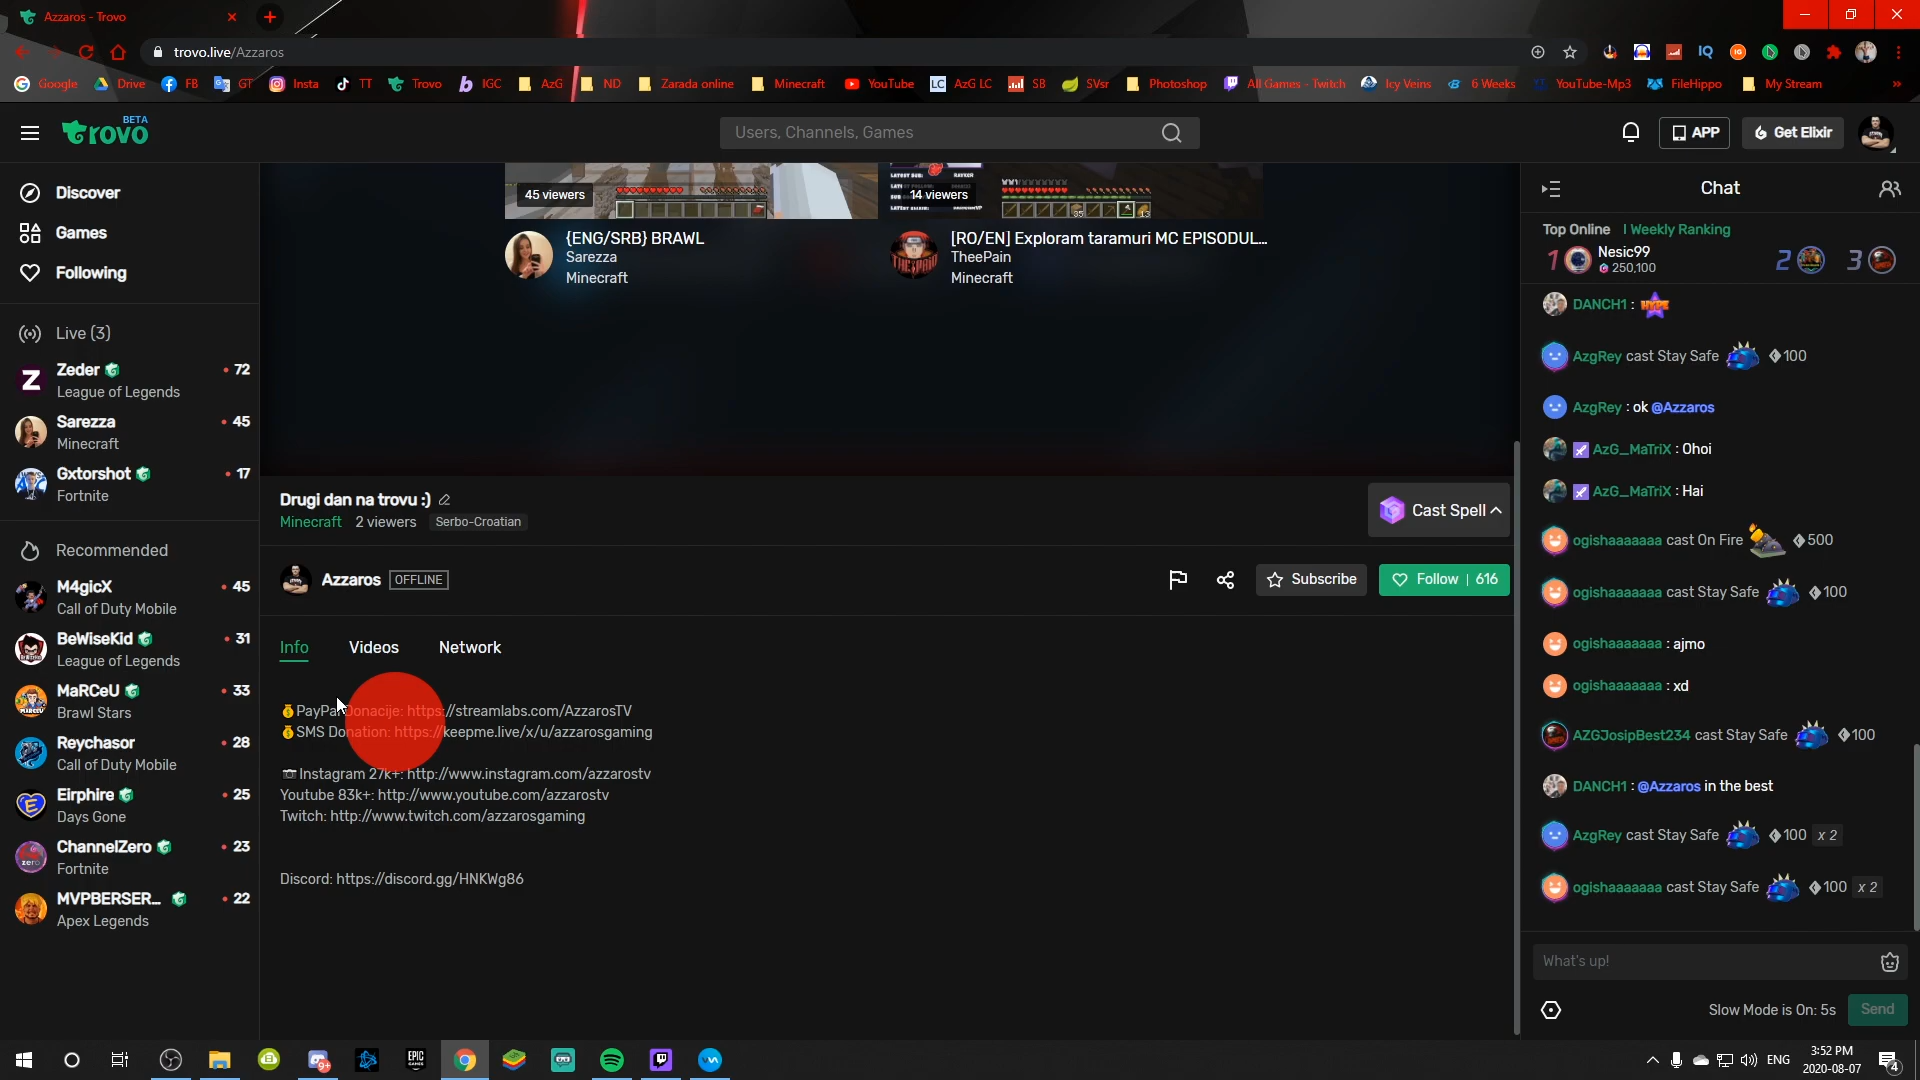 Azzaros - Trovo
trovo.live/Azzaros
Google
Drive
FB
GT
Insta
TT
Trovo
IGC
AzG
ND
Zarada online
Minecraft
YouTube
AzG LC
SB
SVsr
Photoshop
All Games - Twitch
Icy Veins
6 Weeks
YouTube-Mp3
FileHippo
My Stream
»
Trovo BETA
Users, Channels, Games
APP
Get Elixir
Discover
Games
Following
Live (3)
Zeder 72
League of Legends
Sarezza 45
Minecraft
Gxtorshot 17
Fortnite
Recommended
M4gicX 45
Call of Duty Mobile
BeWiseKid 31
League of Legends
MaRCeU 33
Brawl Stars
Reychasor 28
Call of Duty Mobile
Eirphire 25
Days Gone
ChannelZero 23
Fortnite
MVPBERSER... 22
Apex Legends
45 viewers
{ENG/SRB} BRAWL
Sarezza
Minecraft
14 viewers
35 13
[RO/EN] Exploram taramuri MC EPISODUL...
TheePain
Minecraft
Drugi dan na trovu :)
Minecraft 2 viewers Serbo-Croatian
Cast Spell
Azzaros OFFLINE
Subscribe
Follow | 616
Info Videos Network
PayPal Donacije: https://streamlabs.com/AzzarosTV
SMS Donation: https://keepme.live/x/u/azzarosgaming
Instagram 27k+: http://www.instagram.com/azzarostv
Youtube 83k+: http://www.youtube.com/azzarostv
Twitch: http://www.twitch.com/azzarosgaming
Discord: https://discord.gg/HNKWg86
Chat
Top Online | Weekly Ranking
1 Nesic99 2 3
250,100
DANCH1 : HYPE
AzgRey cast Stay Safe 100
AzgRey : ok @Azzaros
AzG_MaTriX : Ohoi
AzG_MaTriX : Hai
ogishaaaaaaa cast On Fire 500
ogishaaaaaaa cast Stay Safe 100
ogishaaaaaaa : ajmo
ogishaaaaaaa : xd
AZGJosipBest234 cast Stay Safe 100
DANCH1 : @Azzaros in the best
AzgRey cast Stay Safe 100 x 2
ogishaaaaaaa cast Stay Safe 100 x 2
What's up!
Slow Mode is On: 5s
Send
EPIC GAMES
9+
ENG
3:52 PM
2020-08-07
4